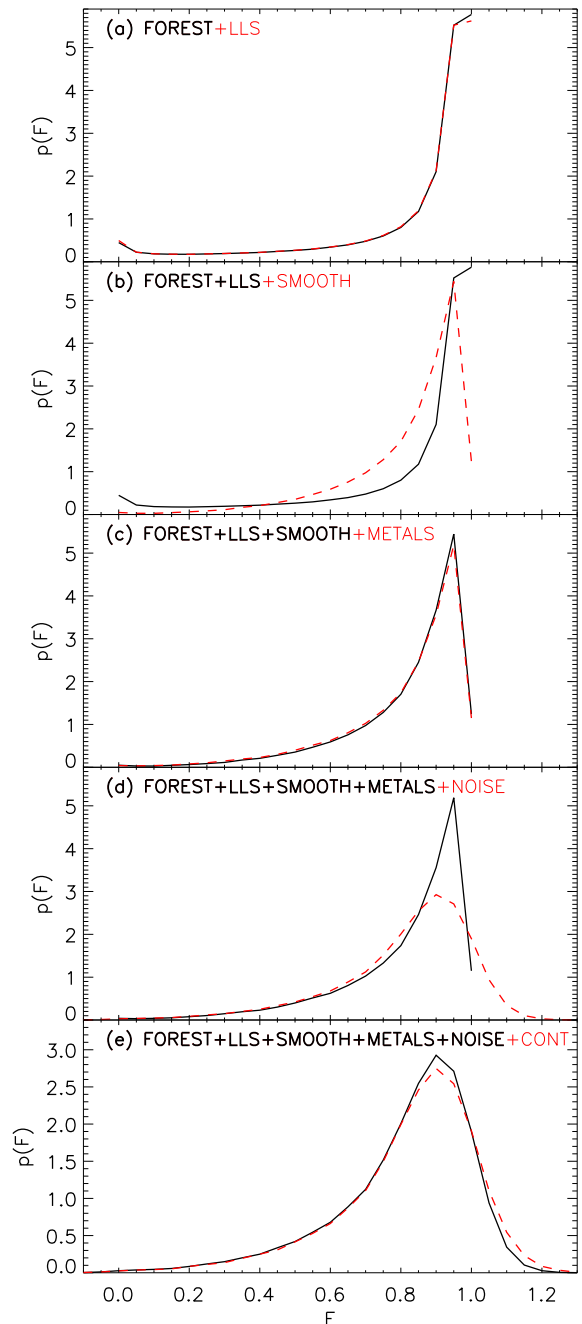 (a) FOREST+LLS
5
4
3
2
1
0
p(F)
(b) FOREST+LLS+SMOOTH
5
4
3
2
1
0
p(F)
(c) FOREST+LLS+SMOOTH+METALS
5
4
3
2
1
0
p(F)
(d) FOREST+LLS+SMOOTH+METALS+NOISE
5
4
3
2
1
0
p(F)
(e) FOREST+LLS+SMOOTH+METALS+NOISE+CONT
3.0
2.5
2.0
1.5
1.0
0.5
0.0
p(F)
0.0 0.2 0.4 0.6 0.8 1.0 1.2
F